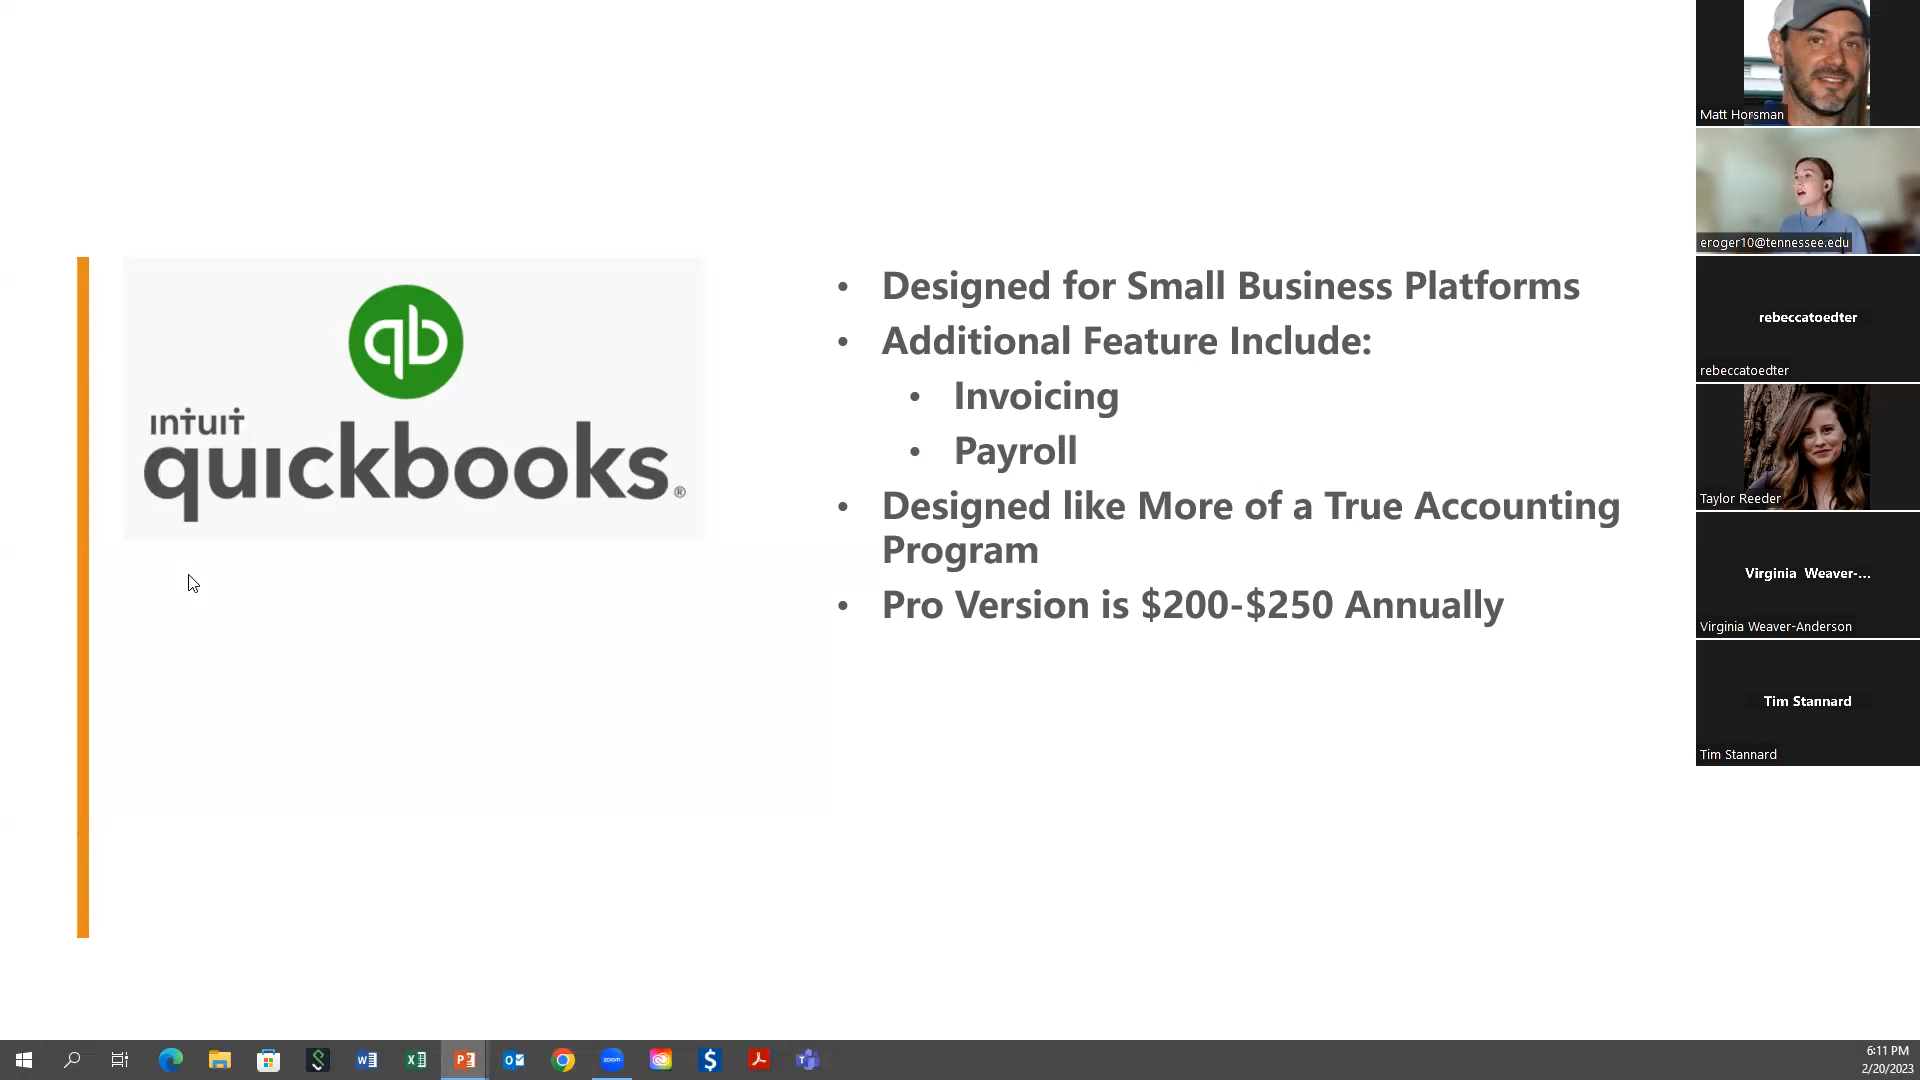 intuit
quickbooks®
qb
• Designed for Small Business Platforms
• Additional Feature Include:
• Invoicing
• Payroll
• Designed like More of a True Accounting
Program
• Pro Version is $200-$250 Annually
Matt Horsman
eroger10@tennessee.edu
rebeccatoedter
rebeccatoedter
Taylor Reeder
Virginia Weaver-...
Virginia Weaver-Anderson
Tim Stannard
Tim Stannard
zoom
6:11 PM
2/20/2023